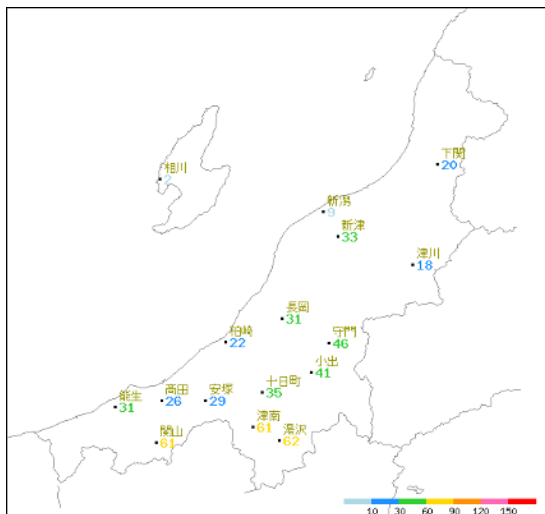 下関
20
相川
2
新潟
9
新津
33
津川
18
長岡
31
柏崎
22
守門
46
小出
41
十日町
35
能生
31
高田
26
安塚
29
津南
61
関山
61
湯沢
62
10 30 60 90 120 150